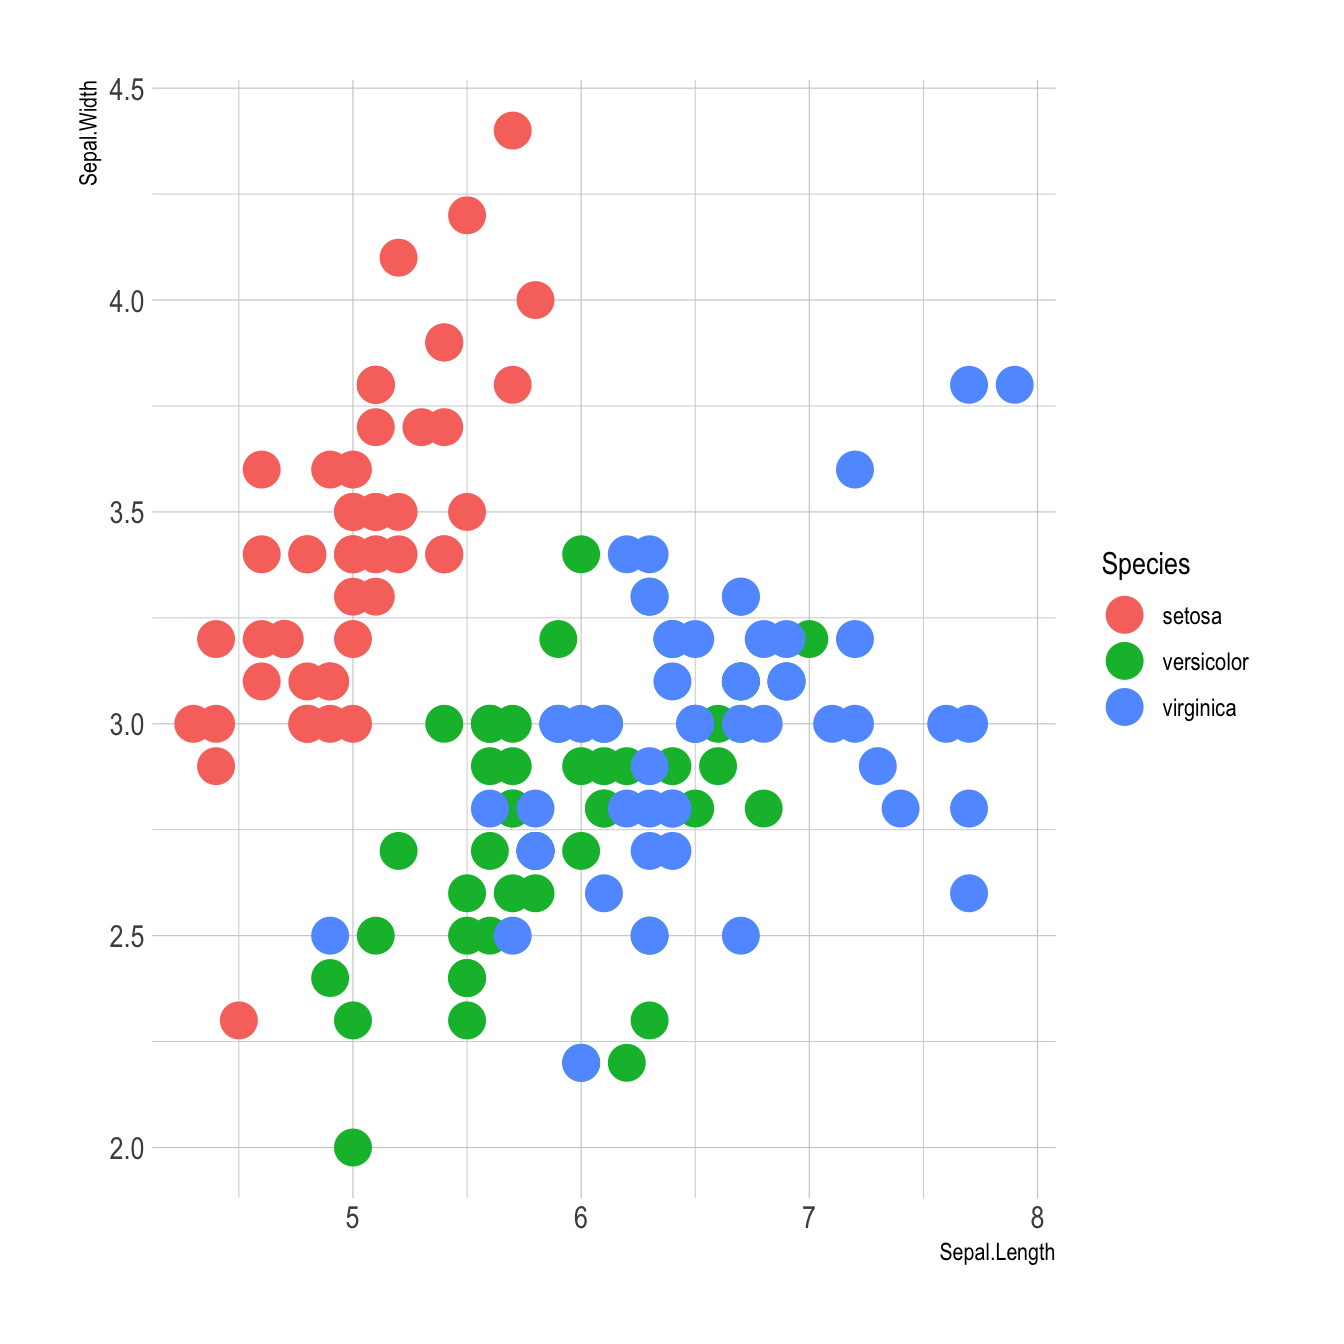 Sepal.Width
4.5
4.0
3.5
3.0
2.5
2.0
5 6 7 8
Sepal.Length
Species
setosa
versicolor
virginica